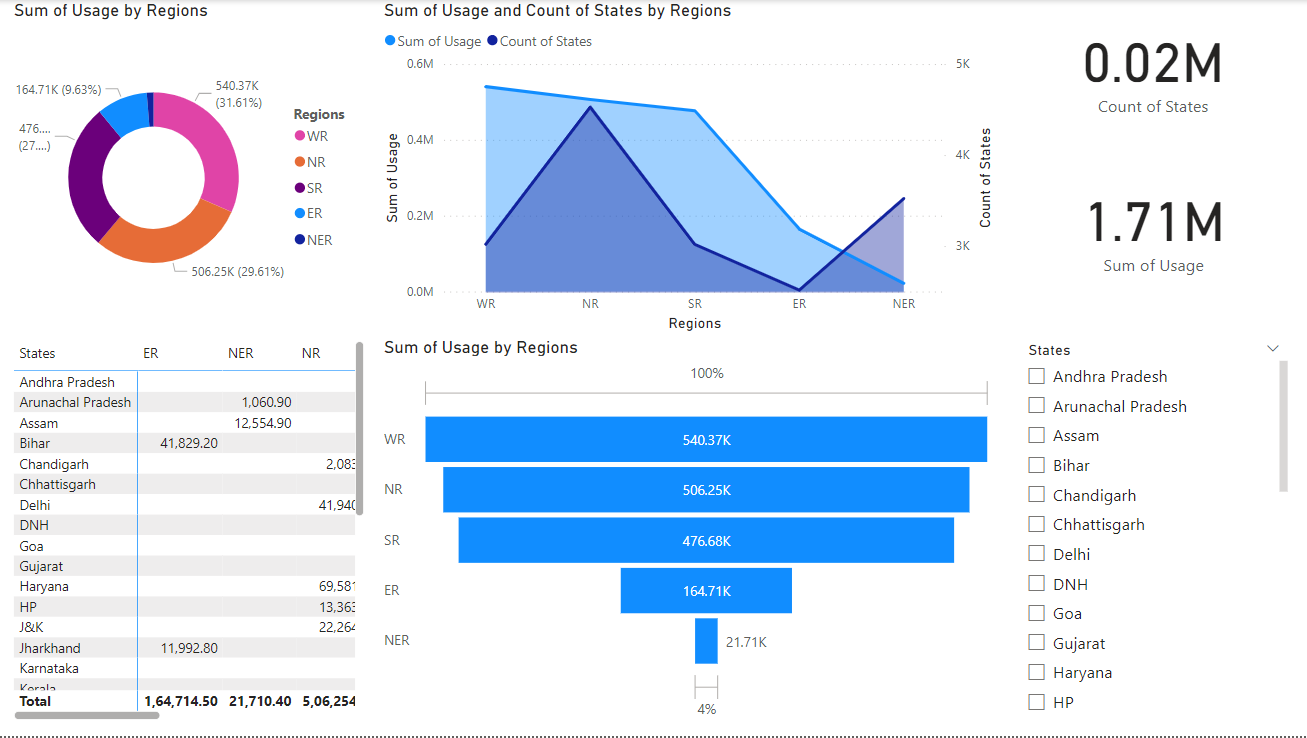 Sum of Usage by Regions
164.71K (9.63%)
540.37K
(31.61%)
476....
(27....)
506.25K (29.61%)
Regions
WR
NR
SR
ER
NER
Sum of Usage and Count of States by Regions
Sum of Usage Count of States
0.6M
0.4M
0.2M
0.0M
Sum of Usage
5K
4K
3K
Count of States
WR NR SR ER NER
Regions
0.02M
Count of States
1.71M
Sum of Usage
States ER NER NR
Andhra Pradesh
Arunachal Pradesh 1,060.90
Assam 12,554.90
Bihar 41,829.20
Chandigarh 2,083
Chhattisgarh
Delhi 41,940
DNH
Goa
Gujarat
Haryana 69,581
HP 13,363
J&K 22,264
Jharkhand 11,992.80
Karnataka
Kerala
Total 1,64,714.50 21,710.40 5,06,254
Sum of Usage by Regions
100%
WR 540.37K
NR 506.25K
SR 476.68K
ER 164.71K
NER 21.71K
4%
States
Andhra Pradesh
Arunachal Pradesh
Assam
Bihar
Chandigarh
Chhattisgarh
Delhi
DNH
Goa
Gujarat
Haryana
HP